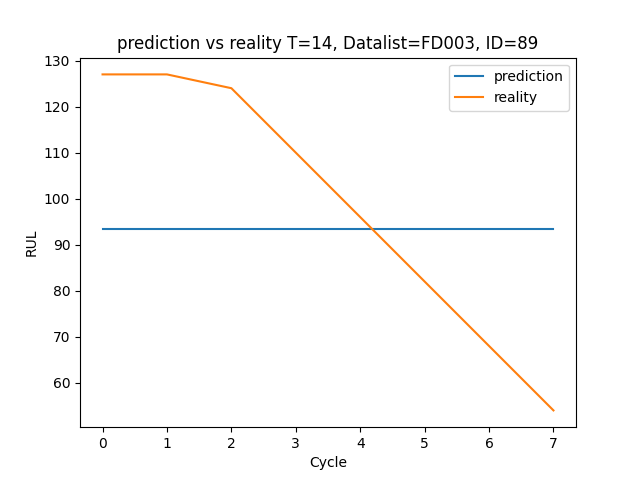 prediction vs reality T=14, Datalist=FD003, ID=89
prediction
reality
130
120
110
100
90
80
70
60
RUL
0 1 2 3 4 5 6 7
Cycle